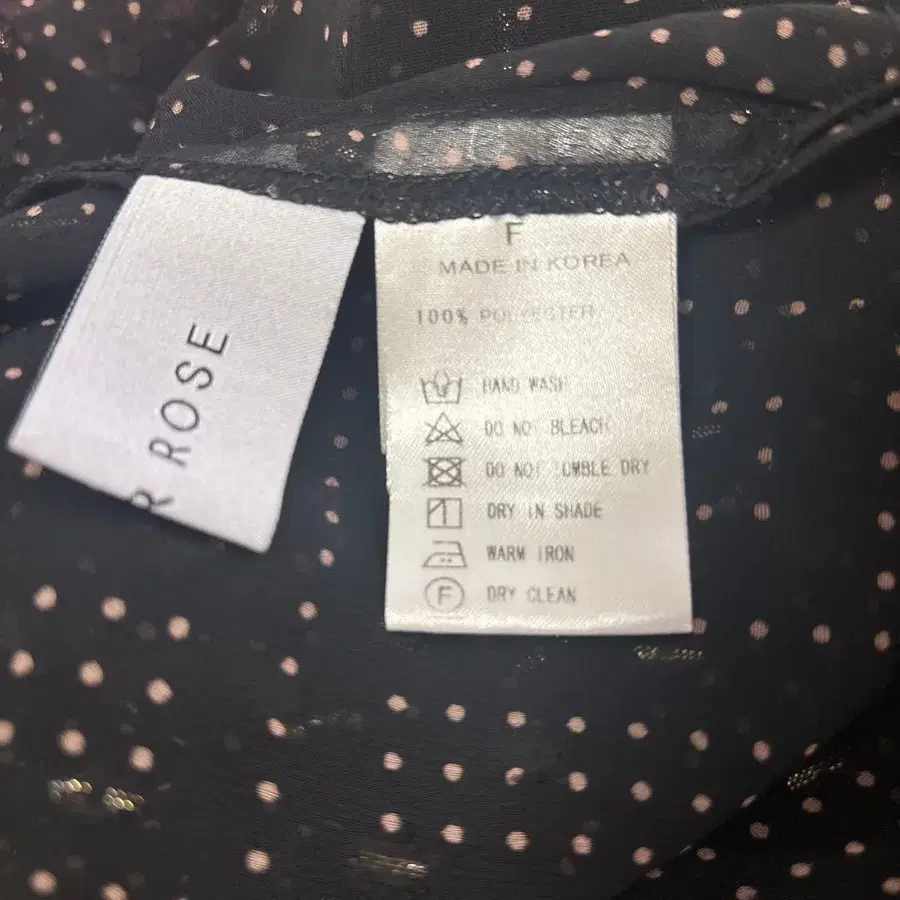 R ROSE
F
MADE IN KOREA
100% POLYESTER
HAND WASH
DO NOT BLEACH
DO NOT TOMBLE DRY
DRY IN SHADE
WARM IRON
F DRY CLEAN